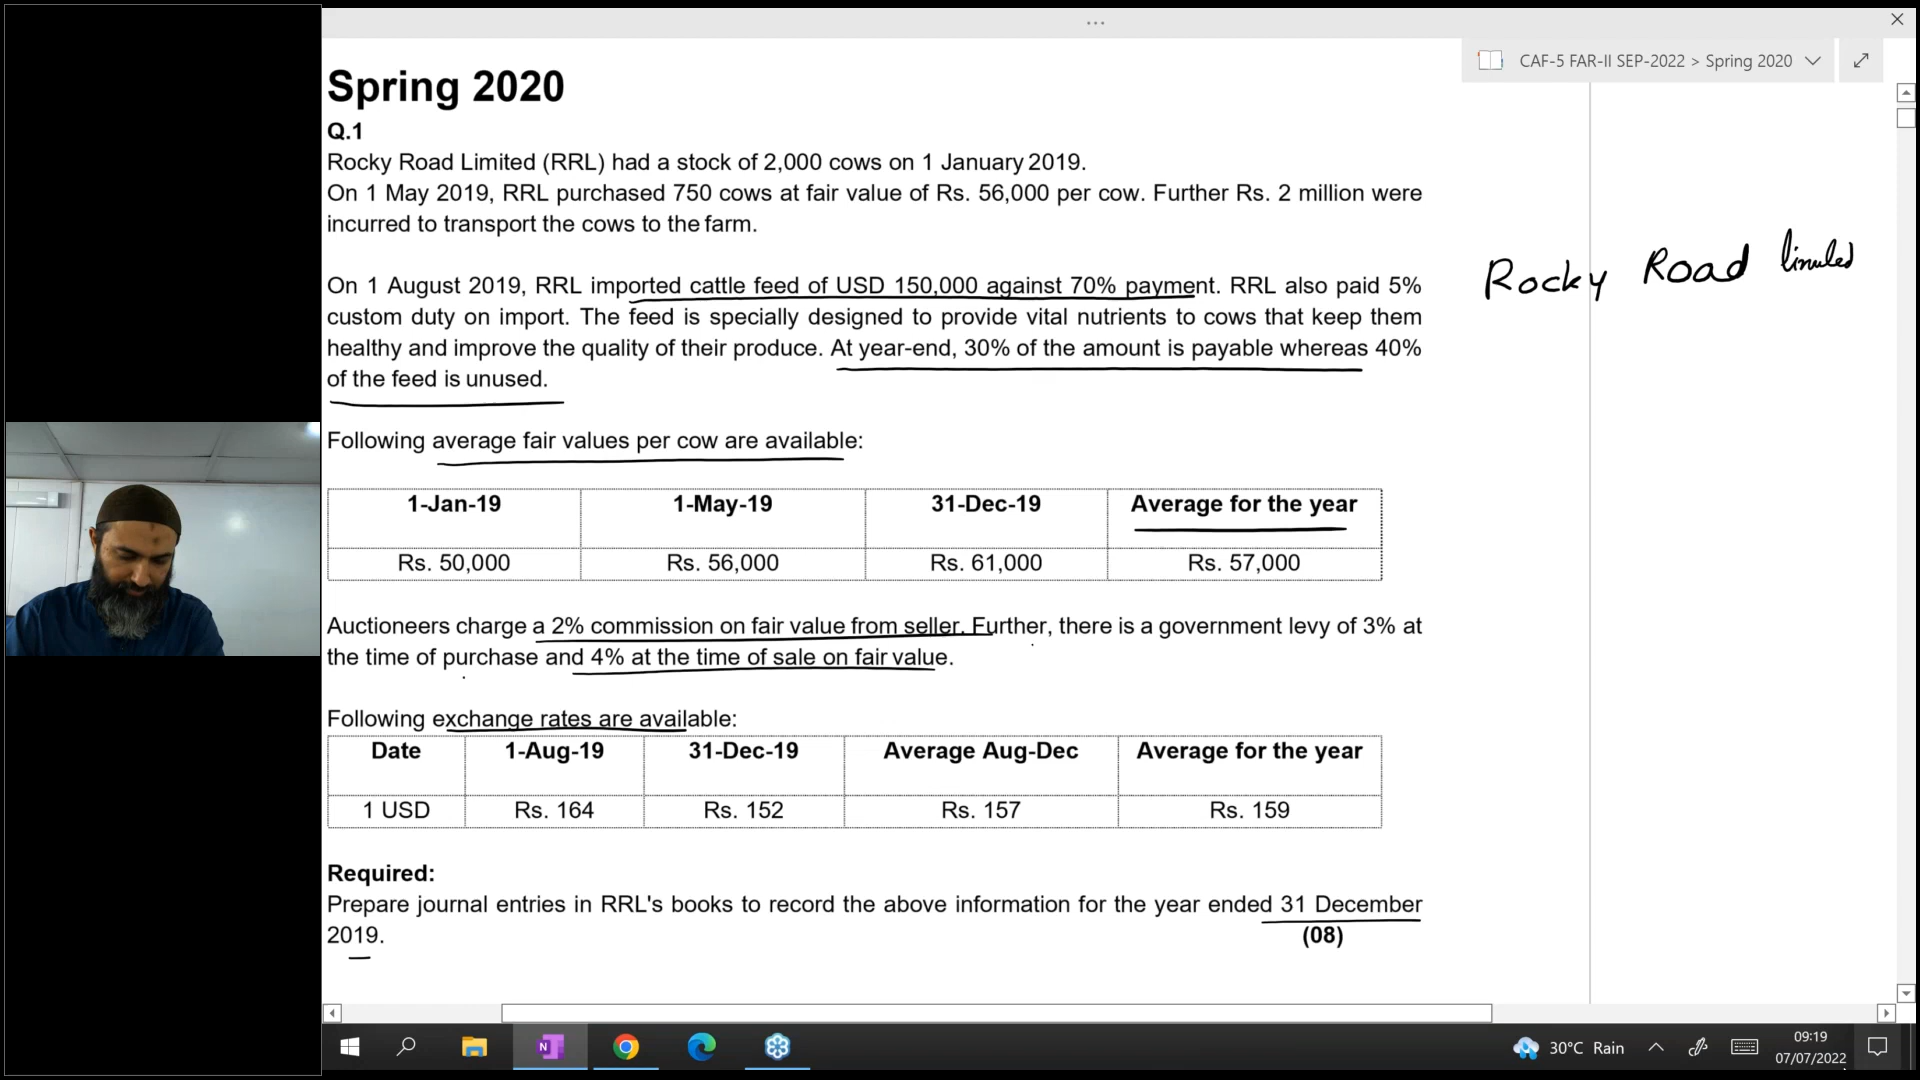 CAF-5 FAR-II SEP-2022 > Spring 2020
Spring 2020
Q.1
Rocky Road Limited (RRL) had a stock of 2,000 cows on 1 January 2019.
On 1 May 2019, RRL purchased 750 cows at fair value of Rs. 56,000 per cow. Further Rs. 2 million were
incurred to transport the cows to the farm.
Rocky Road limited
On 1 August 2019, RRL imported cattle feed of USD 150,000 against 70% payment. RRL also paid 5%
custom duty on import. The feed is specially designed to provide vital nutrients to cows that keep them
healthy and improve the quality of their produce. At year-end, 30% of the amount is payable whereas 40%
of the feed is unused.
Following average fair values per cow are available:
1-Jan-19 1-May-19 31-Dec-19 Average for the year
Rs. 50,000 Rs. 56,000 Rs. 61,000 Rs. 57,000
Auctioneers charge a 2% commission on fair value from seller. Further, there is a government levy of 3% at
the time of purchase and 4% at the time of sale on fair value.
Following exchange rates are available:
Date 1-Aug-19 31-Dec-19 Average Aug-Dec Average for the year
1 USD Rs. 164 Rs. 152 Rs. 157 Rs. 159
Required:
Prepare journal entries in RRL's books to record the above information for the year ended 31 December
2019.
(08)
30°C Rain
09:19
07/07/2022